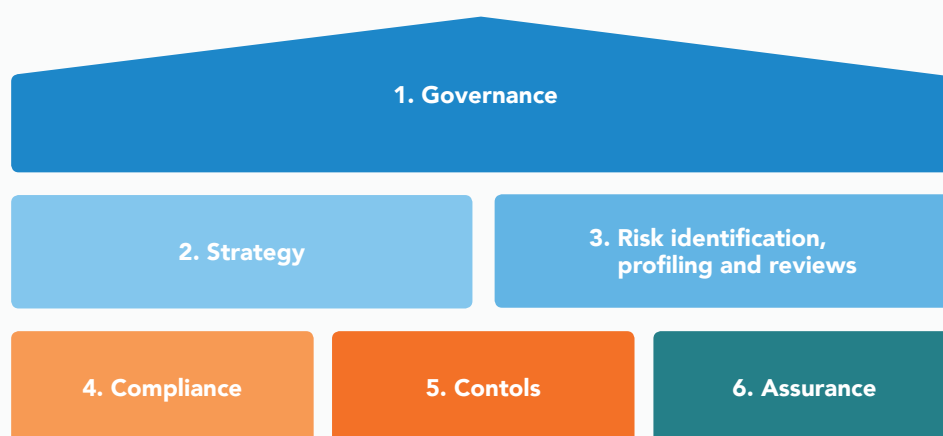 1. Governance
2. Strategy
3. Risk identification,
profiling and reviews
4. Compliance
5. Contols
6. Assurance